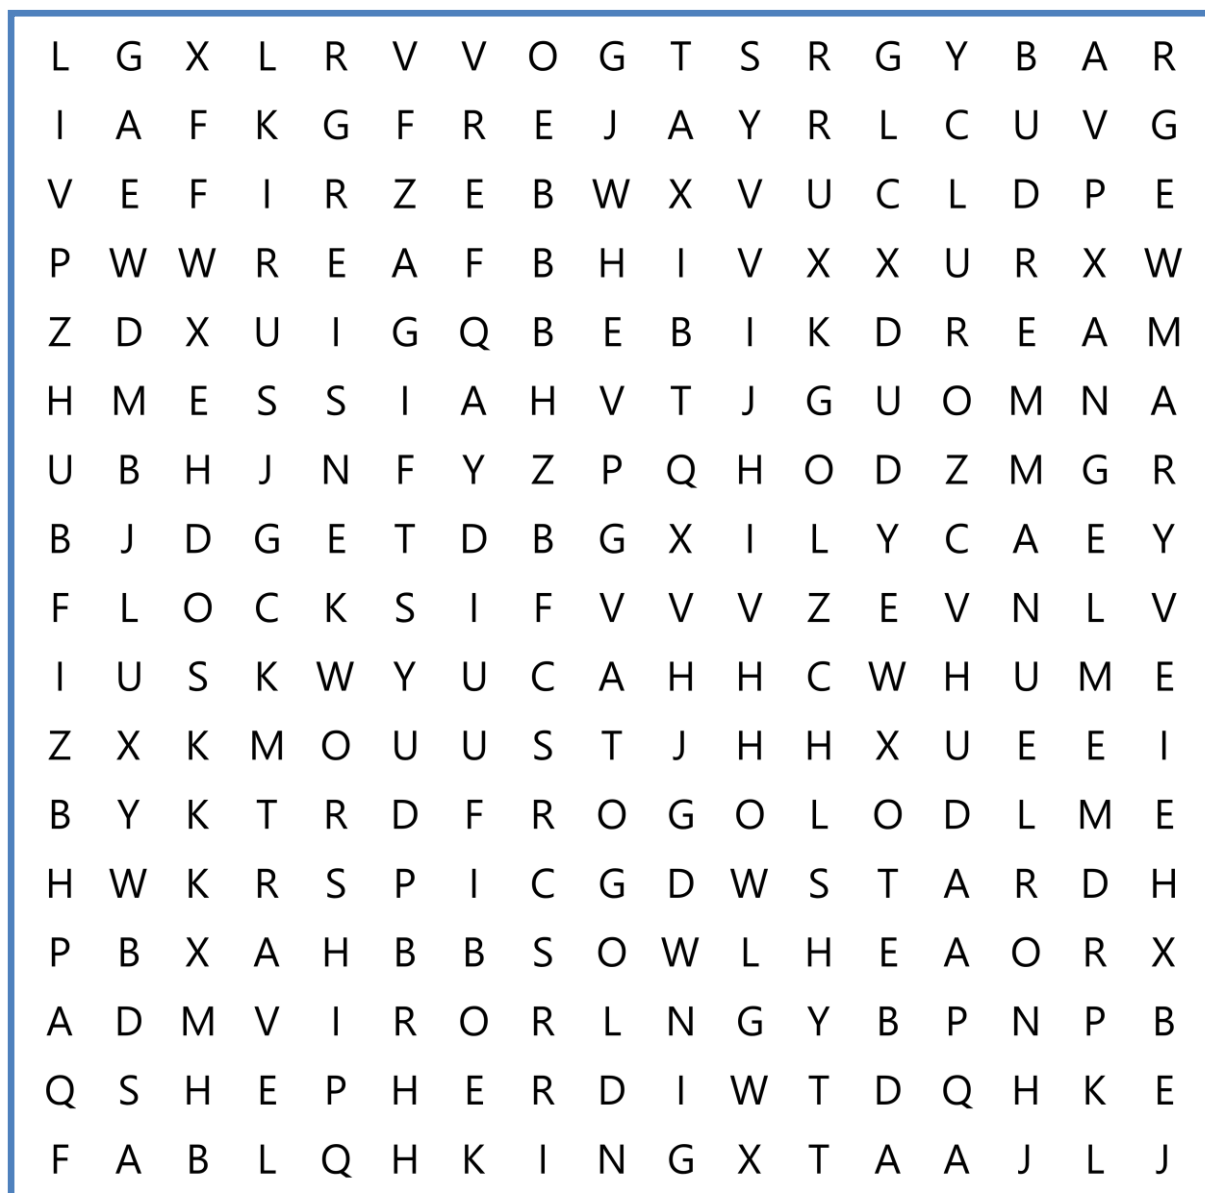 L G X L R V V O G T S R G Y B A R
I A F K G F R E J A Y R L C U V G
V E F I R Z E B W X V U C L D P E
P W W R E A F B H I V X X U R X W
Z D X U I G Q B E B I K D R E A M
H M E S S I A H V T J G U O M N A
U B H J N F Y Z P Q H O D Z M G R
B J D G E T D B G X I L Y C A E Y
F L O C K S I F V V V Z E V N L V
I U S K W Y U C A H H C W H U M E
Z X K M O U U S T J H H X U E E I
B Y K T R D F R O G O L O D L M E
H W K R S P I C G D W S T A R D H
P B X A H B B S O W L H E A O R X
A D M V I R O R L N G Y B P N P B
Q S H E P H E R D I W T D Q H K E
F A B L Q H K I N G X T A A J L J